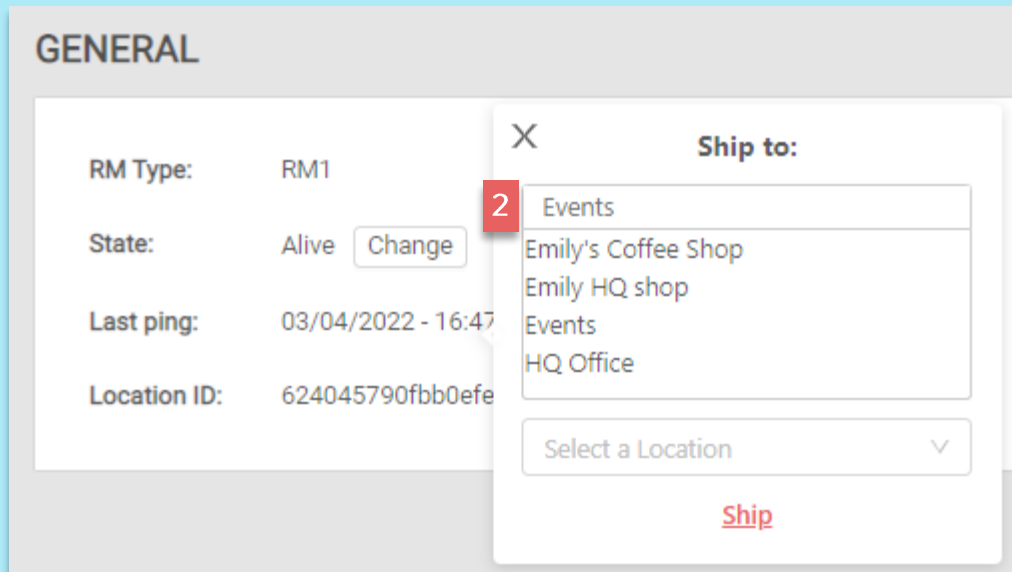 GENERAL
RM Type: RM1
State: Alive Change
Last ping: 03/04/2022 - 16:47
Location ID: 624045790fbb0efe
X
Ship to:
2
Events
Emily's Coffee Shop
Emily HQ shop
Events
HQ Office
Select a Location
Ship